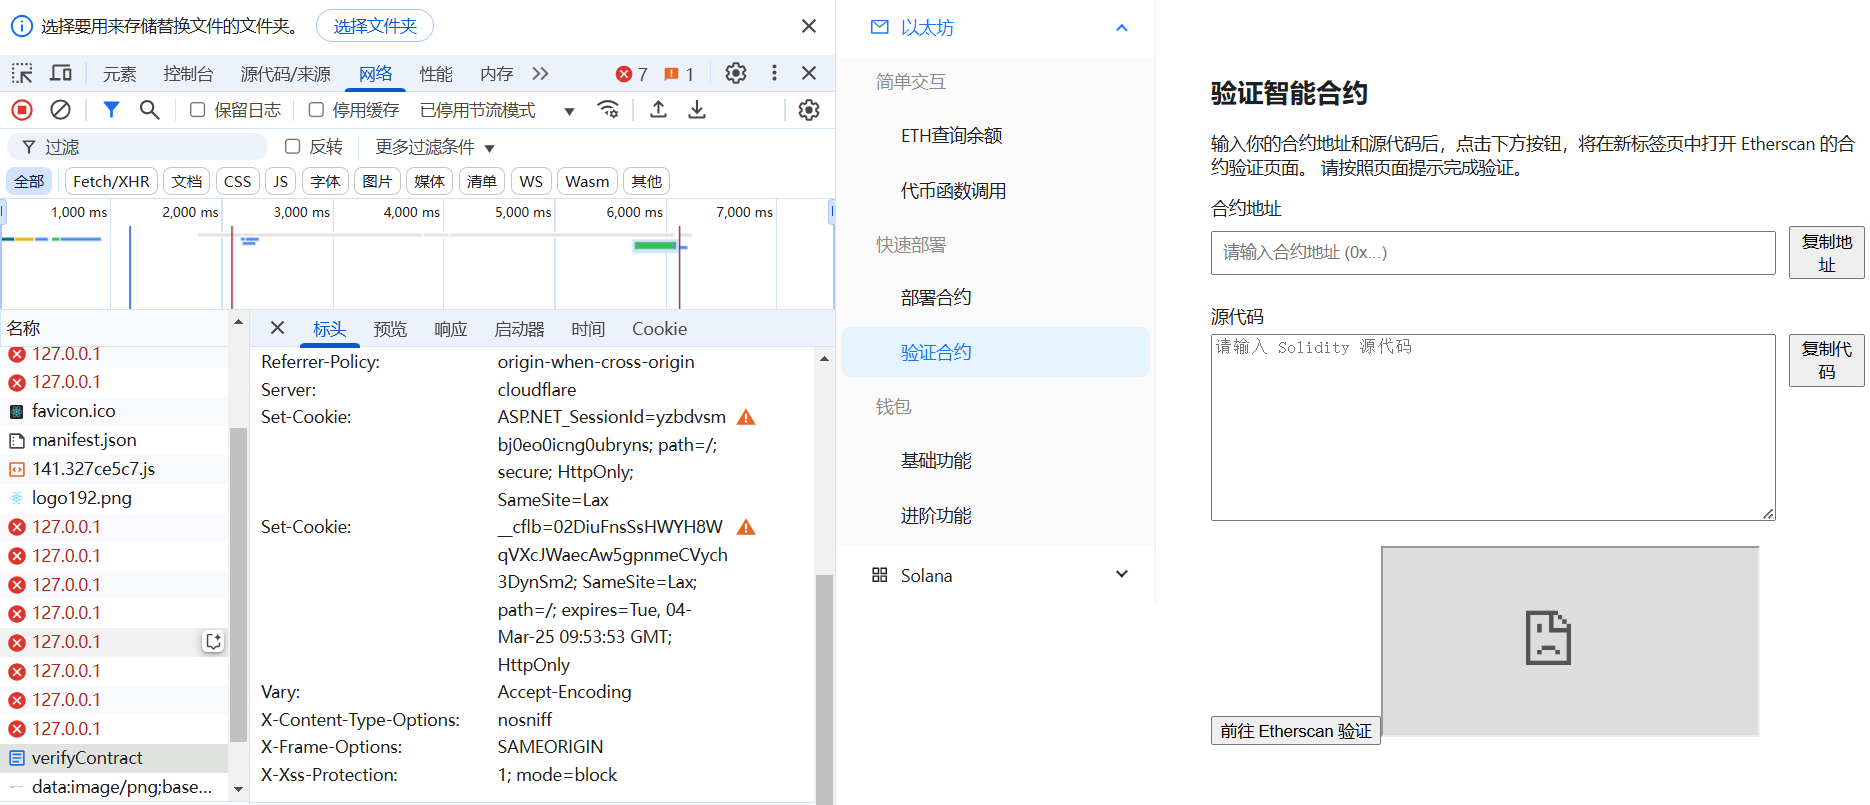 选择要用来存储替换文件的文件夹。 选择文件夹
元素 控制台 源代码/来源 网络 性能 内存 7 1
保留日志 停用缓存 已停用节流模式
过滤 反转 更多过滤条件
全部 Fetch/XHR 文档 CSS JS 字体 图片 媒体 清单 WS Wasm 其他
1,000 ms 2,000 ms 3,000 ms 4,000 ms 5,000 ms 6,000 ms 7,000 ms
名称
127.0.0.1
127.0.0.1
favicon.ico
manifest.json
141.327ce5c7.js
logo192.png
127.0.0.1
127.0.0.1
127.0.0.1
127.0.0.1
127.0.0.1
127.0.0.1
127.0.0.1
127.0.0.1
verifyContract
data:image/png;base...
标头 预览 响应 启动器 时间 Cookie
Referrer-Policy: origin-when-cross-origin
Server: cloudflare
Set-Cookie: ASP.NET_SessionId=yzbdvsm
bj0eo0icng0ubryns; path=/;
secure; HttpOnly;
SameSite=Lax
Set-Cookie: __cflb=02DiuFnsSsHWYH8W
qVXcJWaecAw5gpnmeCVych
3DynSm2; SameSite=Lax;
path=/; expires=Tue, 04-
Mar-25 09:53:53 GMT;
HttpOnly
Vary: Accept-Encoding
X-Content-Type-Options: nosniff
X-Frame-Options: SAMEORIGIN
X-Xss-Protection: 1; mode=block
以太坊
简单交互
ETH查询余额
代币函数调用
快速部署
部署合约
验证合约
钱包
基础功能
进阶功能
Solana
验证智能合约
输入你的合约地址和源代码后，点击下方按钮，将在新标签页中打开 Etherscan 的合
约验证页面。 请按照页面提示完成验证。
合约地址
请输入合约地址 (0x...)
复制地
址
源代码
请输入 Solidity 源代码
复制代
码
前往 Etherscan 验证